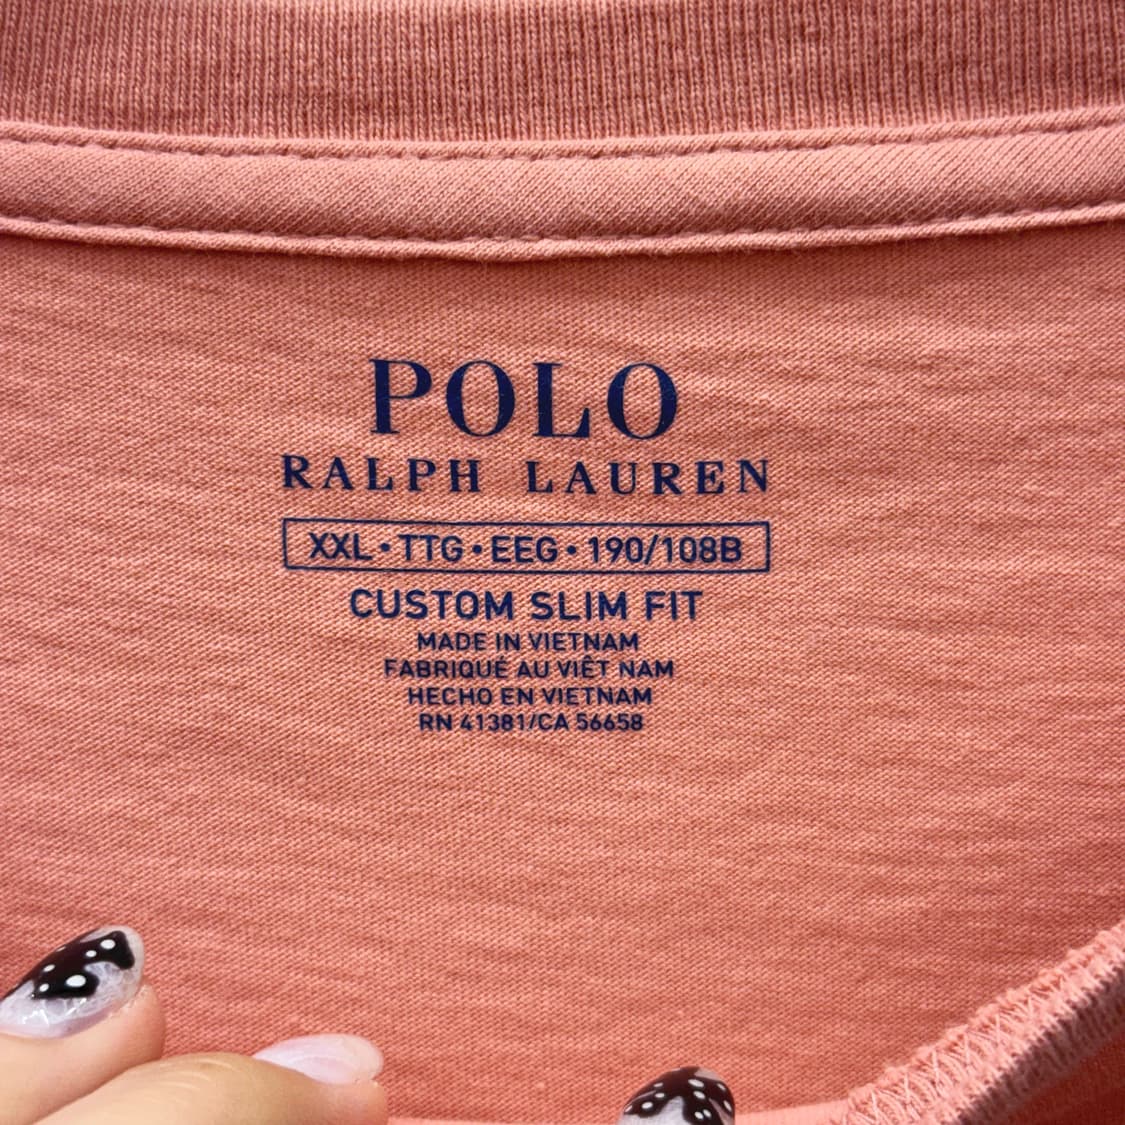 POLO
RALPH LAUREN
XXL • TTG • EEG • 190/108B
CUSTOM SLIM FIT
MADE IN VIETNAM
FABRIQUÉ AU VIÊT NAM
HECHO EN VIETNAM
RN 41381/CA 56658